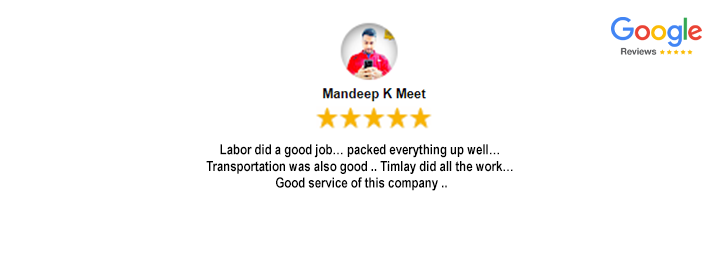 Google
Reviews
Mandeep K Meet
Labor did a good job... packed everything up well...
Transportation was also good .. Timlay did all the work...
Good service of this company ..